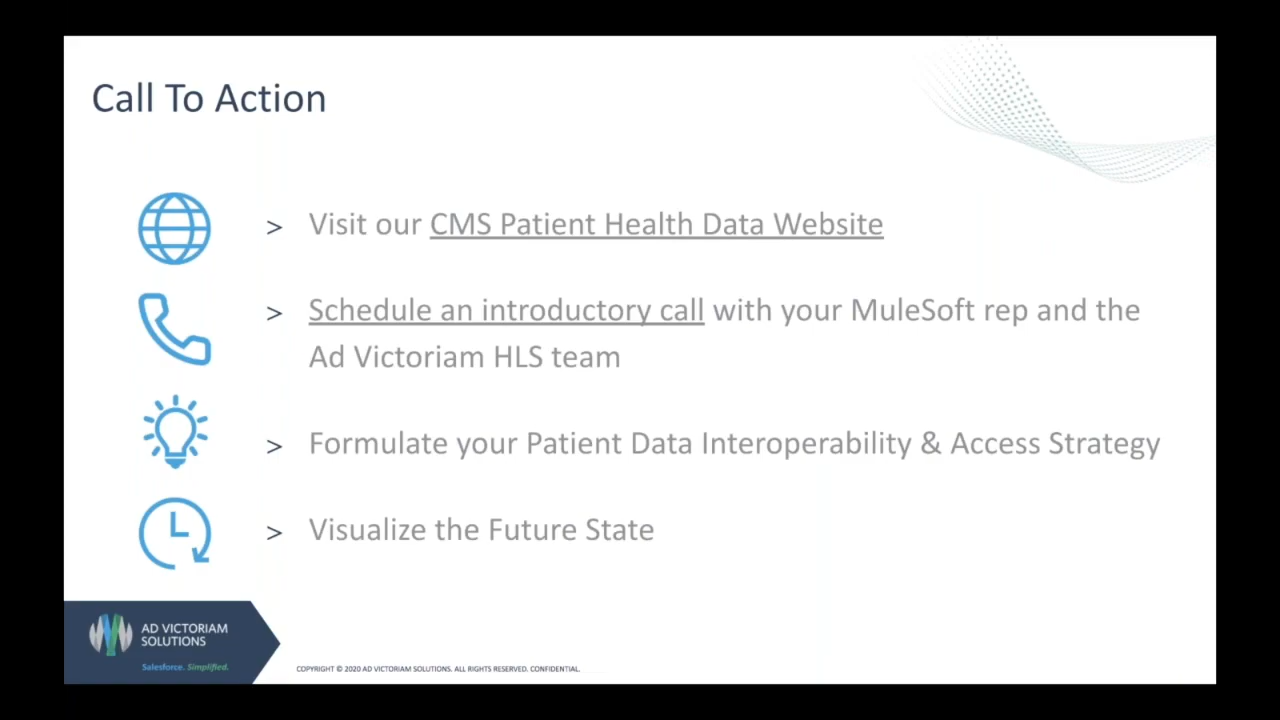 Call To Action
> Visit our CMS Patient Health Data Website
> Schedule an introductory call with your MuleSoft rep and the
Ad Victoriam HLS team
> Formulate your Patient Data Interoperability & Access Strategy
> Visualize the Future State
AD VICTORIAM
SOLUTIONS
Salesforce. Simplified.
COPYRIGHT © 2020 AD VICTORIAM SOLUTIONS. ALL RIGHTS RESERVED. CONFIDENTIAL.